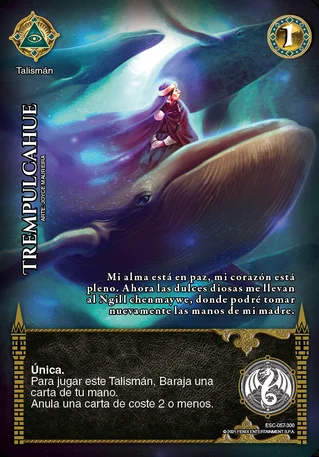 1
Talismán
TREMPULCAHUE
ARTE: JOYCE MAUREIRA
Mi alma está en paz, mi corazón está
pleno. Ahora las dulces diosas me llevan
al Ngill chenmaywe, donde podré tomar
nuevamente las manos de mi madre.
Única.
Para jugar este Talismán, Baraja una
carta de tu mano.
Anula una carta de coste 2 o menos.
ESC-057-300
© 2021 FENIX ENTERTAINMENT S.P.A.